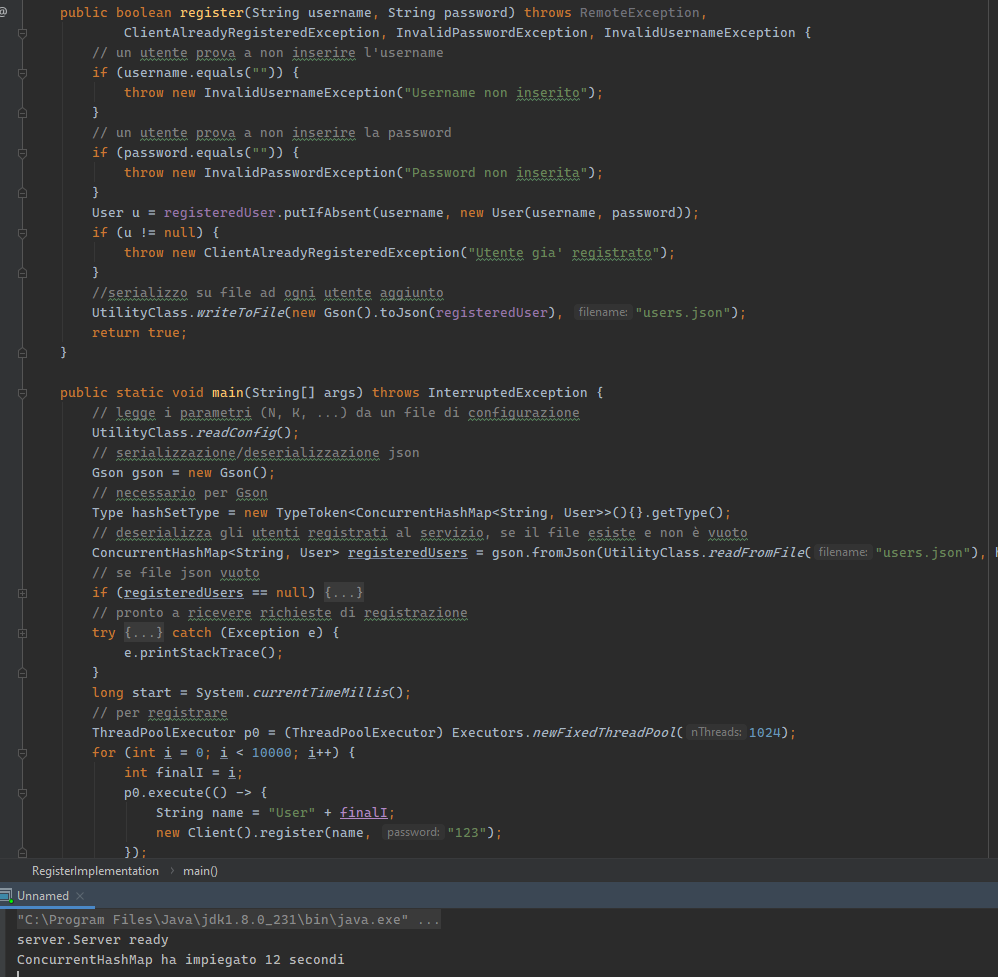 @ public boolean register(String username, String password) throws RemoteException,
ClientAlreadyRegisteredException, InvalidPasswordException, InvalidUsernameException {
// un utente prova a non inserire l'username
if (username.equals("")) {
throw new InvalidUsernameException("Username non inserito");
}
// un utente prova a non inserire la password
if (password.equals("")) {
throw new InvalidPasswordException("Password non inserita");
}
User u = registeredUser.putIfAbsent(username, new User(username, password));
if (u != null) {
throw new ClientAlreadyRegisteredException("Utente gia' registrato");
}
//serializzo su file ad ogni utente aggiunto
UtilityClass.writeToFile(new Gson().toJson(registeredUser), filename: "users.json");
return true;
}
public static void main(String[] args) throws InterruptedException {
// legge i parametri (N, K, ...) da un file di configurazione
UtilityClass.readConfig();
// serializzazione/deserializzazione json
Gson gson = new Gson();
// necessario per Gson
Type hashSetType = new TypeToken<ConcurrentHashMap<String, User>>(){}.getType();
// deserializza gli utenti registrati al servizio, se il file esiste e non è vuoto
ConcurrentHashMap<String, User> registeredUsers = gson.fromJson(UtilityClass.readFromFile( filename: "users.json"),
// se file json vuoto
if (registeredUsers == null) {...}
// pronto a ricevere richieste di registrazione
try {...} catch (Exception e) {
e.printStackTrace();
}
long start = System.currentTimeMillis();
// per registrare
ThreadPoolExecutor p0 = (ThreadPoolExecutor) Executors.newFixedThreadPool( nThreads: 1024);
for (int i = 0; i < 10000; i++) {
int finalI = i;
p0.execute(() -> {
String name = "User" + finalI;
new Client().register(name, password: "123");
});
RegisterImplementation › main()
Unnamed ×
"C:\Program Files\Java\jdk1.8.0_231\bin\java.exe" ...
server.Server ready
ConcurrentHashMap ha impiegato 12 secondi